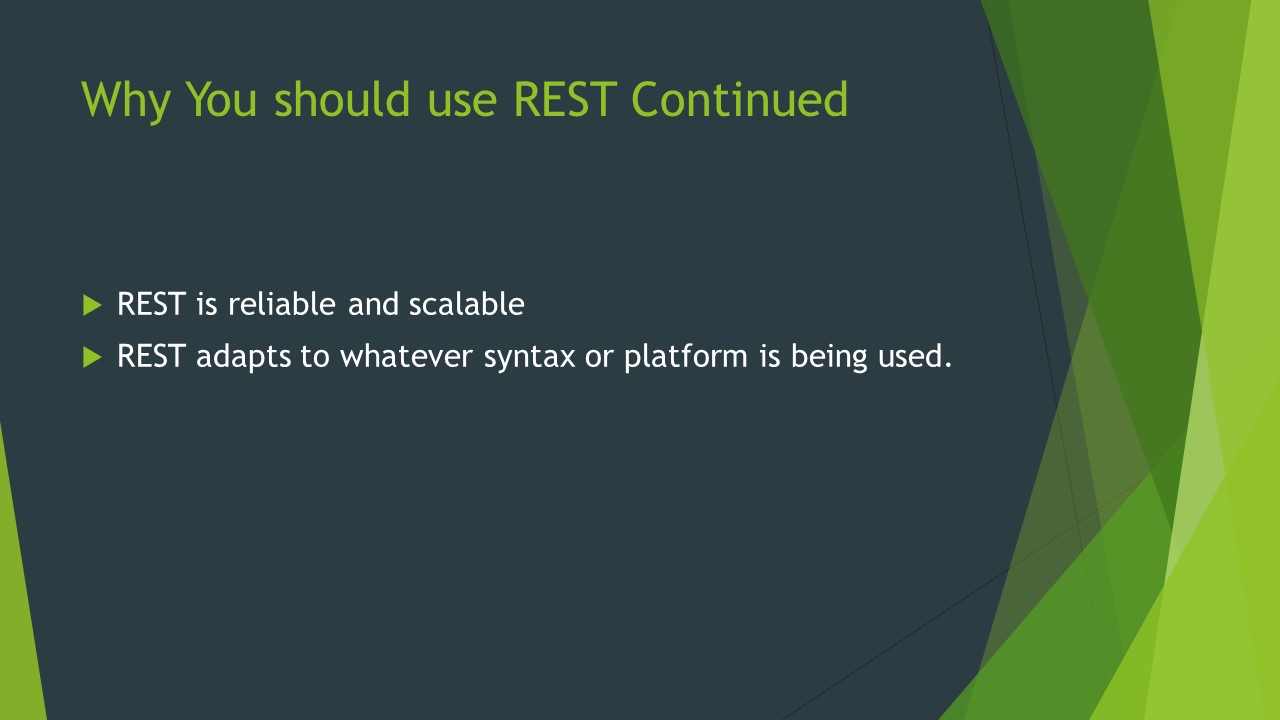 Why You should use REST Continued
REST is reliable and scalable
REST adapts to whatever syntax or platform is being used.